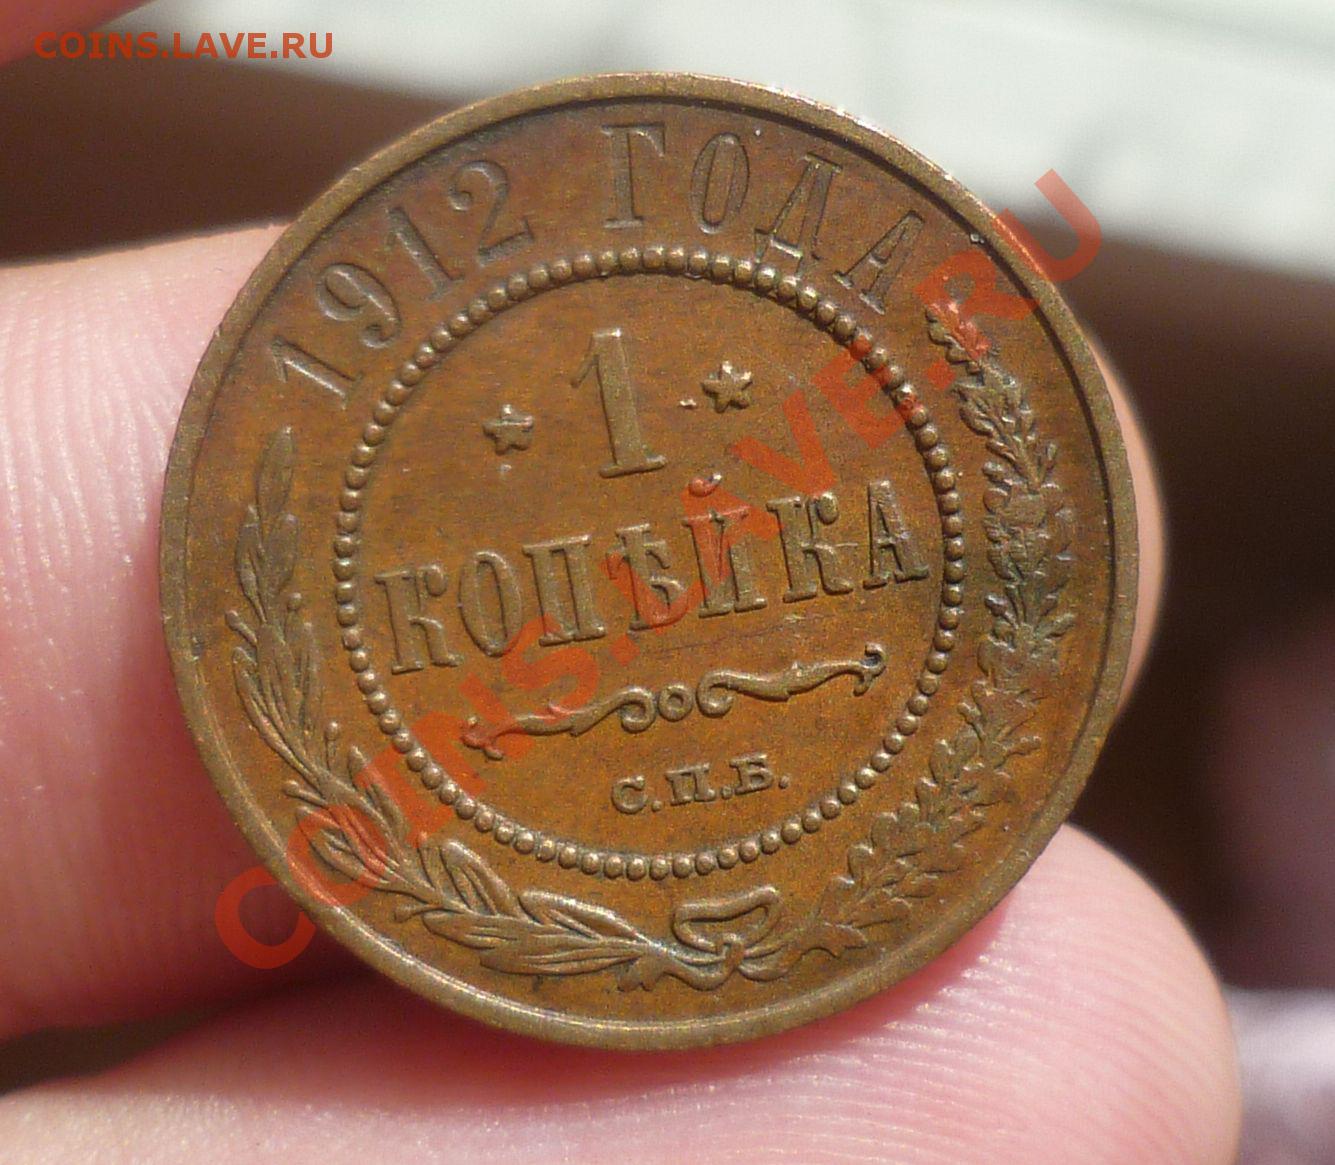 COINS.LAVE.RU
1912 ГОДА
* 1 *
КОПѢЙКА
С.П.Б.
COINS.LAVE.RU